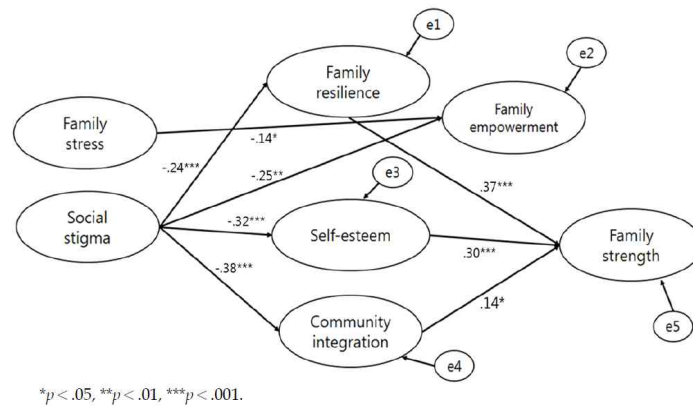 e1
Family
resilience
e2
Family
empowerment
Family
stress
-.14*
-.24***
-.25**
e3
.37***
Social
stigma
-.32***
Self-esteem
.30***
Family
strength
-.38***
.14*
Community
integration
e4
e5
*p < .05, **p < .01, ***p < .001.